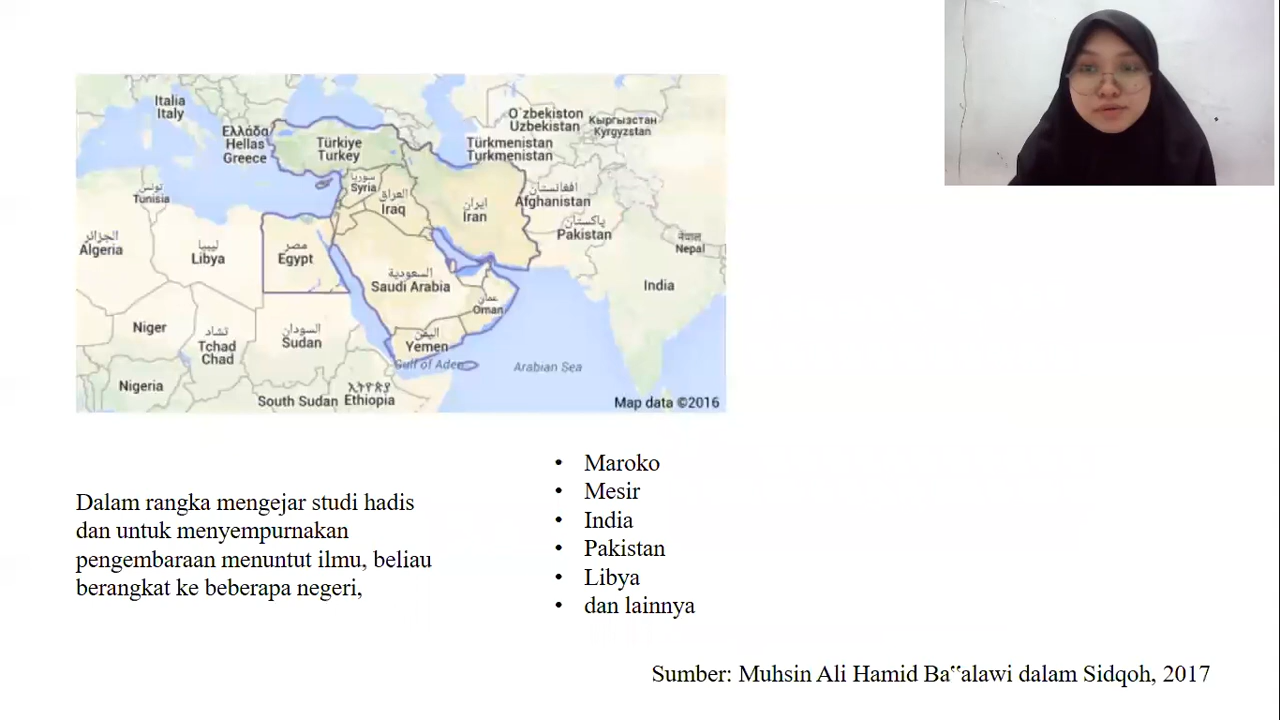 Italia
Italy
Ελλάδα
Hellas
Greece
Türkiye
Turkey
O`zbekiston
Uzbekistan
Кыргызстан
Kyrgyzstan
Türkmenistan
Turkmenistan
تونس
Tunisia
سوريا
Syria
العراق
Iraq
ایران
Iran
افغانستان
Afghanistan
پاکستان
Pakistan
नेपाल
Nepal
الجزائر
Algeria
ليبيا
Libya
مصر
Egypt
السعودية
Saudi Arabia
عمان
Oman
India
Niger
تشاد
Tchad
Chad
السودان
Sudan
اليمن
Yemen
Gulf of Aden
Arabian Sea
Nigeria
South Sudan
ኢትዮጵያ
Ethiopia
Map data ©2016
Dalam rangka mengejar studi hadis
dan untuk menyempurnakan
pengembaraan menuntut ilmu, beliau
berangkat ke beberapa negeri,
• Maroko
• Mesir
• India
• Pakistan
• Libya
• dan lainnya
Sumber: Muhsin Ali Hamid Ba‟alawi dalam Sidqoh, 2017